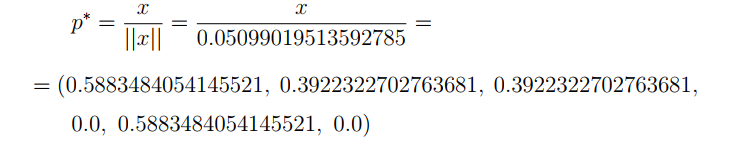 p* = x / ||x|| = x / 0.05099019513592785 =
= (0.5883484054145521, 0.3922322702763681, 0.3922322702763681,
0.0, 0.5883484054145521, 0.0)